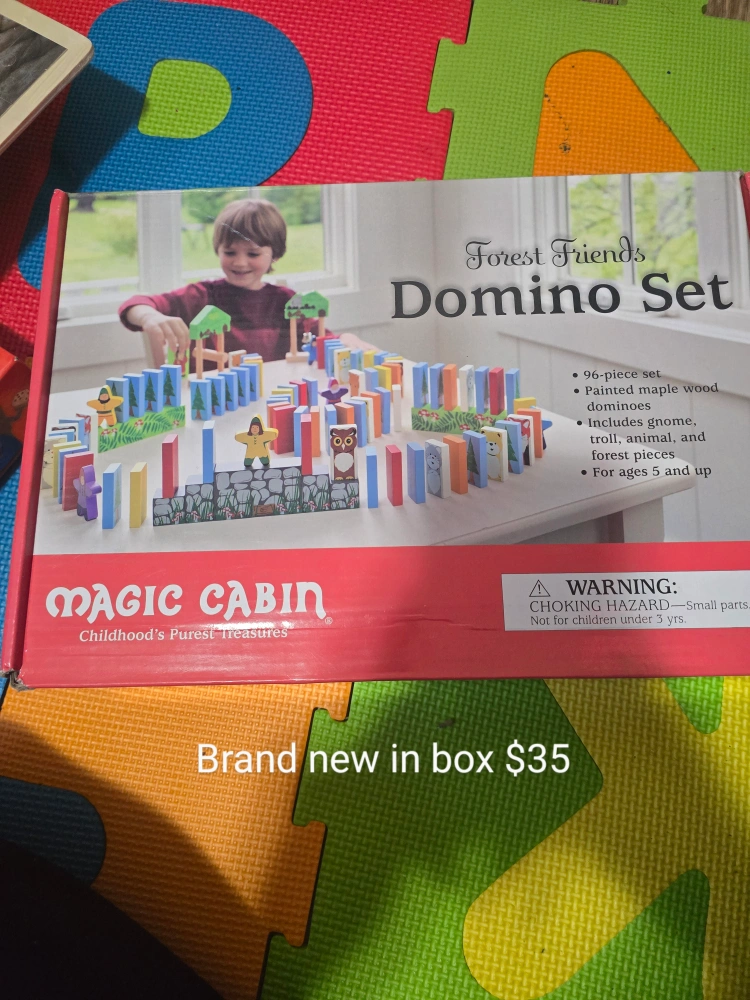 Forest Friends
Domino Set
• 96-piece set
• Painted maple wood
dominoes
• Includes gnome,
troll, animal, and
forest pieces
• For ages 5 and up
MAGIC CABIN®
Childhood's Purest Treasures
⚠ WARNING:
CHOKING HAZARD—Small parts.
Not for children under 3 yrs.
Brand new in box $35